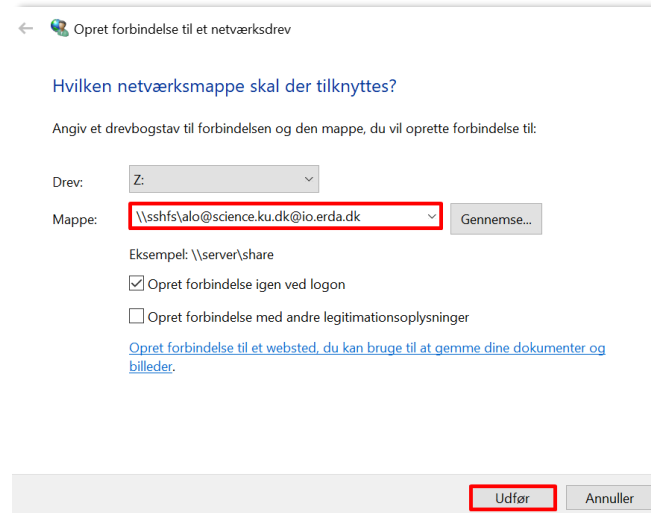 Opret forbindelse til et netværksdrev
Hvilken netværksmappe skal der tilknyttes?
Angiv et drevbogstav til forbindelsen og den mappe, du vil oprette forbindelse til:
Drev: Z:
Mappe: \\sshfs\alo@science.ku.dk@io.erda.dk Gennemse...
Eksempel: \\server\share
Opret forbindelse igen ved logon
Opret forbindelse med andre legitimationsoplysninger
Opret forbindelse til et websted, du kan bruge til at gemme dine dokumenter og
billeder.
Udfør Annuller